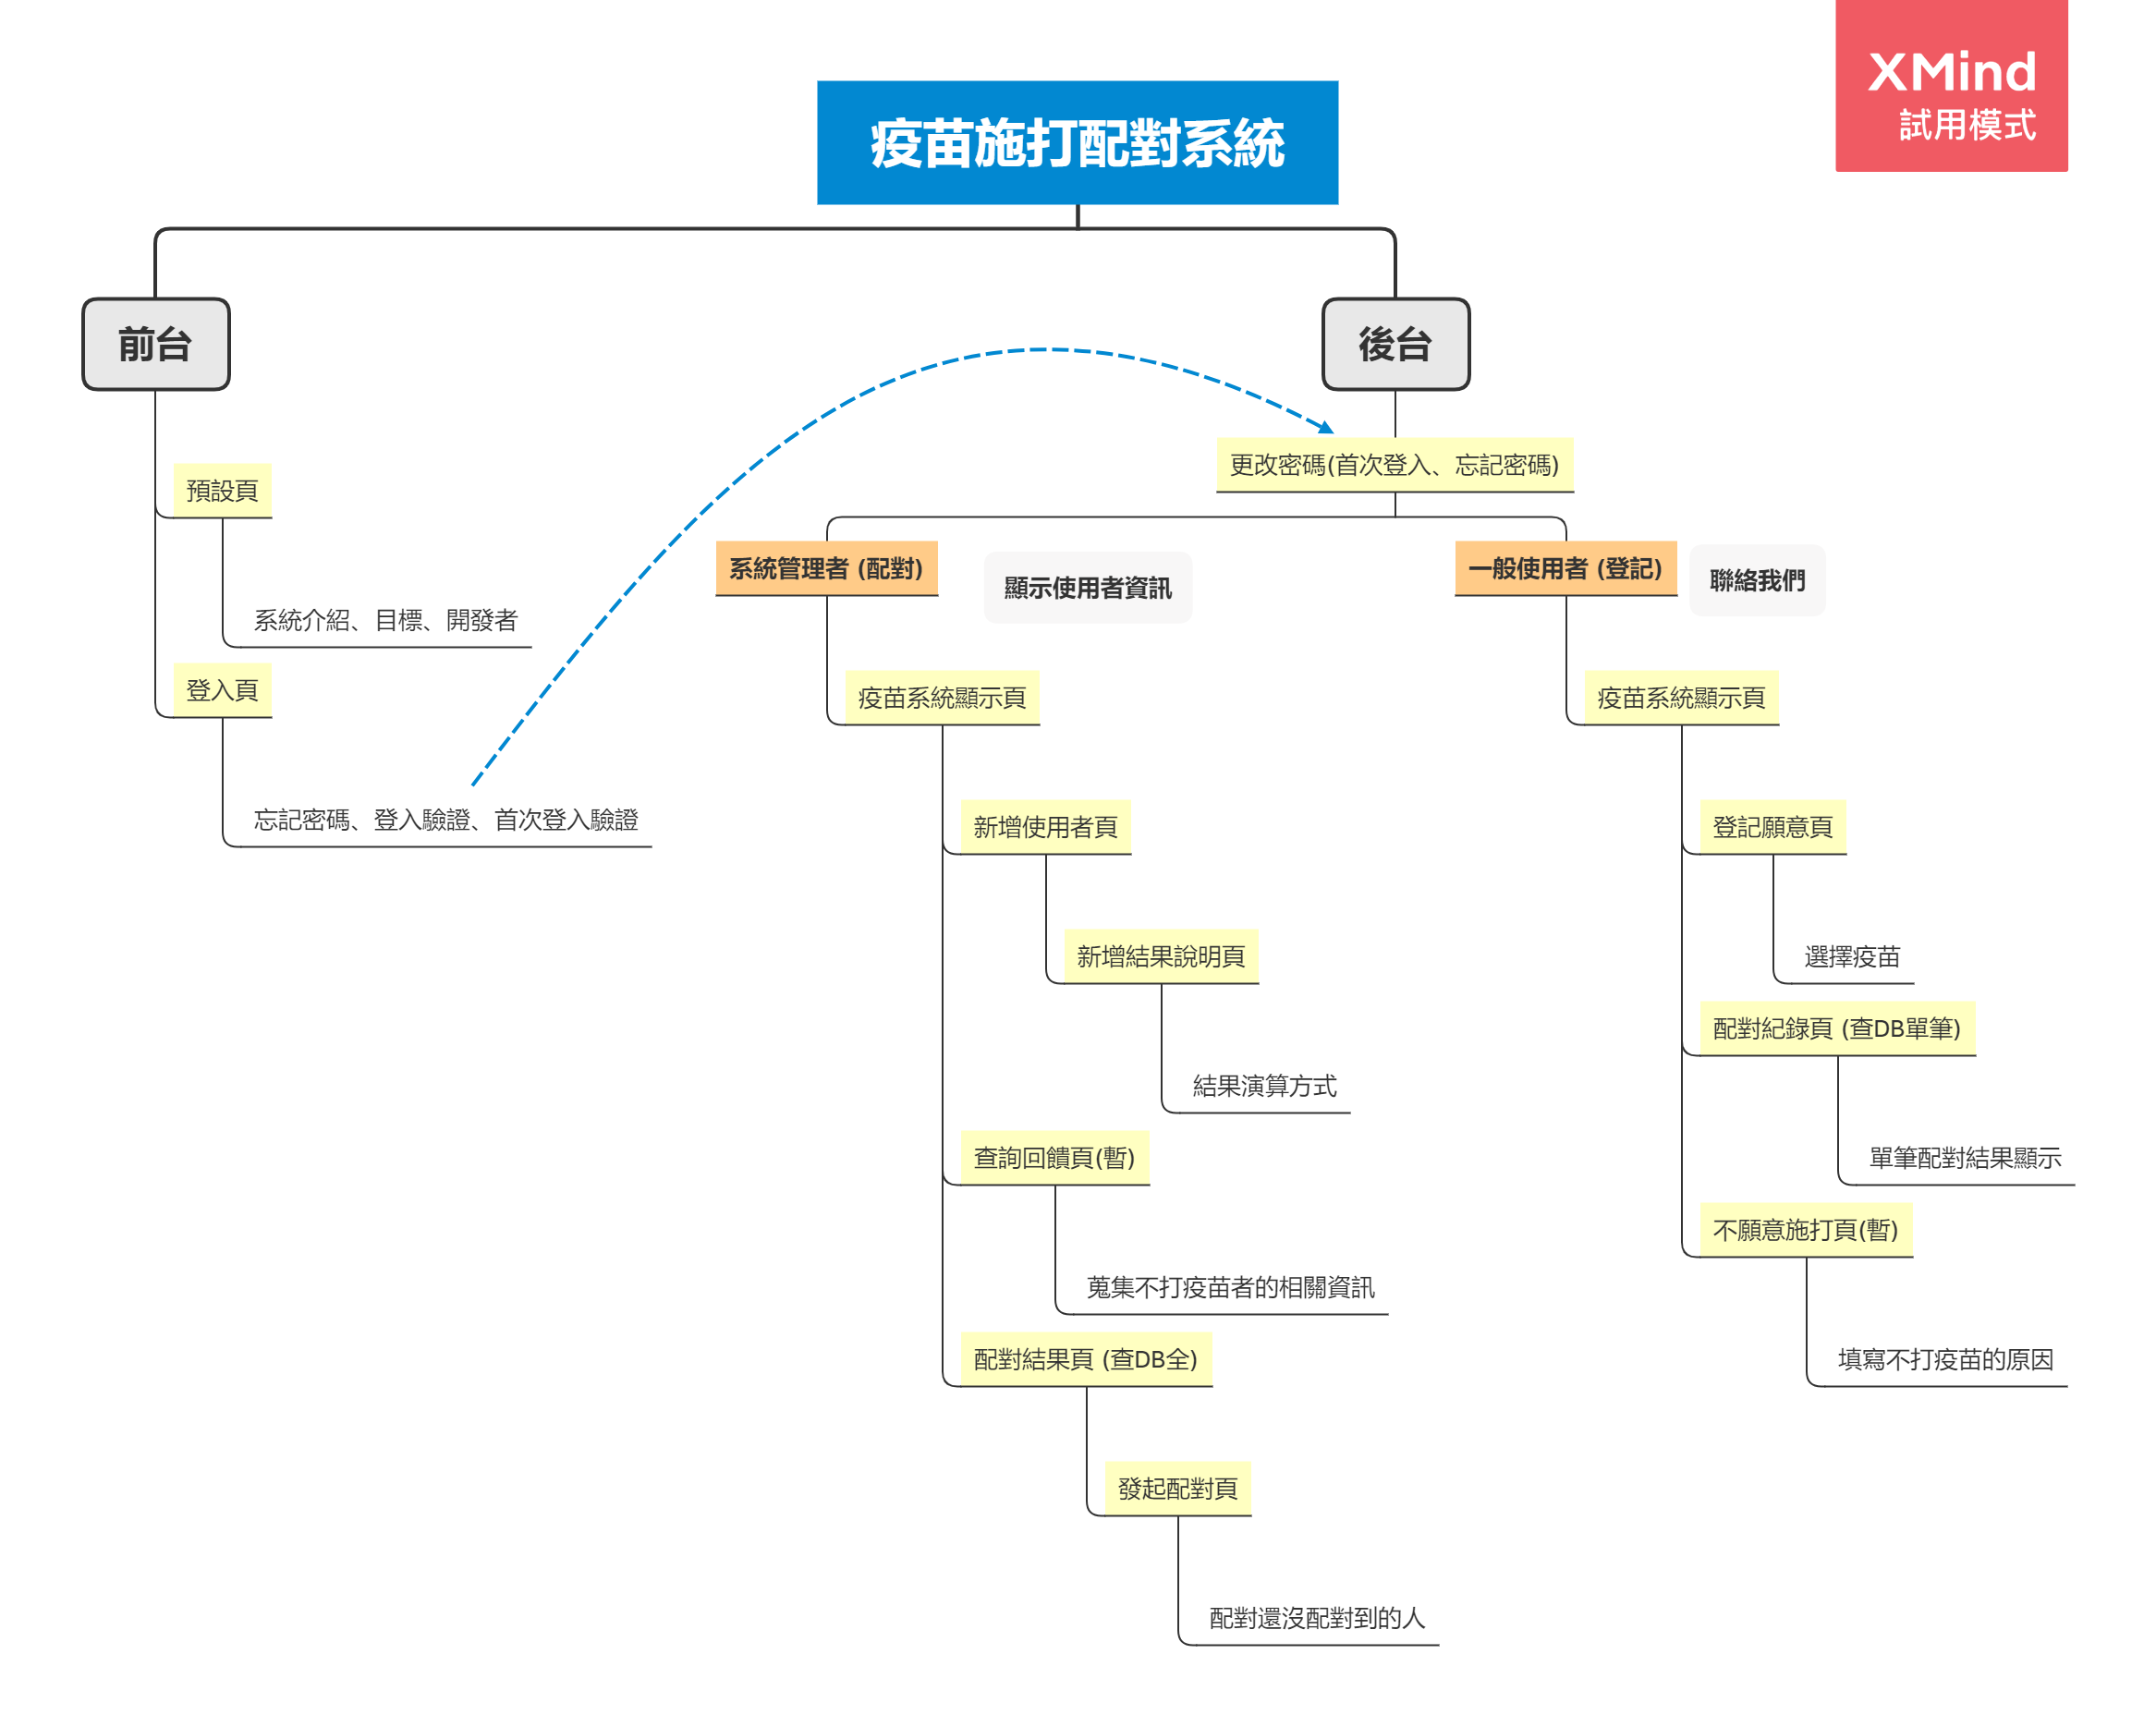 XMind
試用模式
疫苗施打配對系統
前台
後台
預設頁
系統介紹、目標、開發者
登入頁
忘記密碼、登入驗證、首次登入驗證
更改密碼(首次登入、忘記密碼)
系統管理者 (配對)
顯示使用者資訊
疫苗系統顯示頁
新增使用者頁
新增結果說明頁
結果演算方式
查詢回饋頁(暫)
蒐集不打疫苗者的相關資訊
配對結果頁 (查DB全)
發起配對頁
配對還沒配對到的人
一般使用者 (登記)
聯絡我們
疫苗系統顯示頁
登記願意頁
選擇疫苗
配對紀錄頁 (查DB單筆)
單筆配對結果顯示
不願意施打頁(暫)
填寫不打疫苗的原因